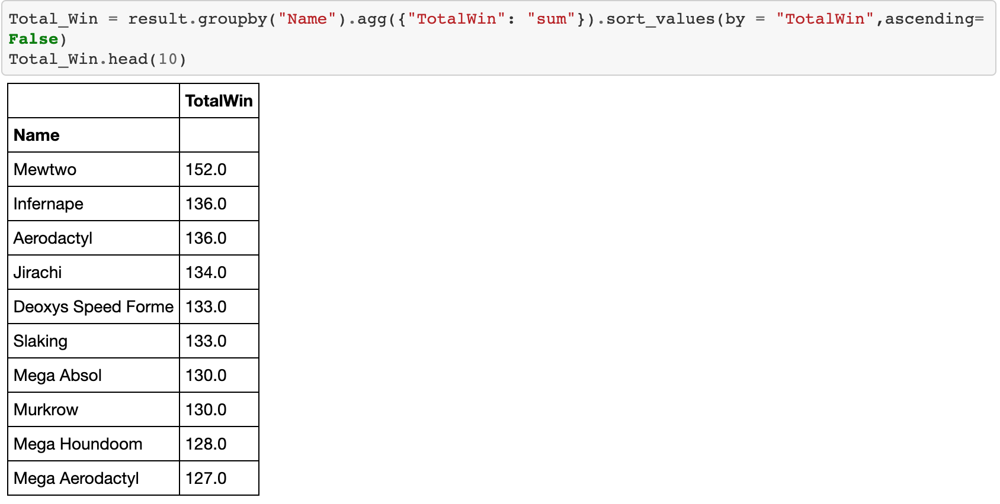 Total_Win = result.groupby("Name").agg({"TotalWin": "sum"}).sort_values(by = "TotalWin",ascending=
False)
Total_Win.head(10)
TotalWin
Name
Mewtwo 152.0
Infernape 136.0
Aerodactyl 136.0
Jirachi 134.0
Deoxys Speed Forme 133.0
Slaking 133.0
Mega Absol 130.0
Murkrow 130.0
Mega Houndoom 128.0
Mega Aerodactyl 127.0